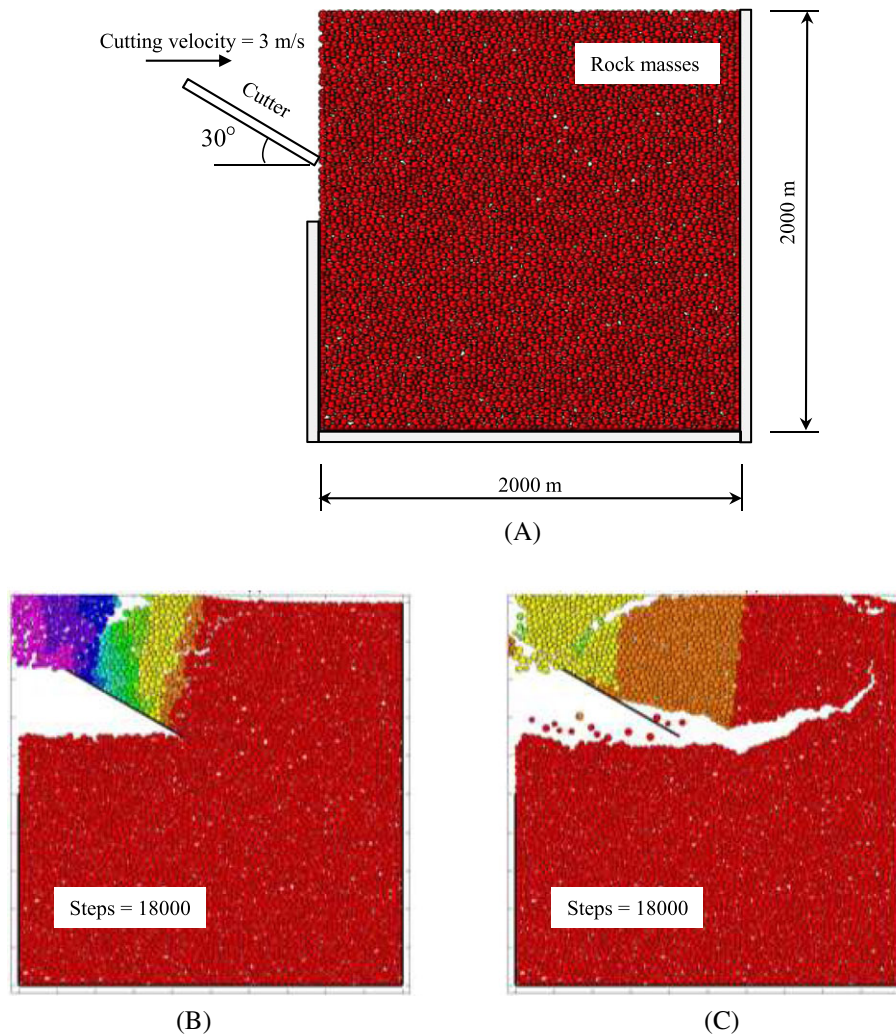 Cutting velocity = 3 m/s
Rock masses
Cutter
30°
2000 m
2000 m
(A)
Steps = 18000
Steps = 18000
(B)
(C)